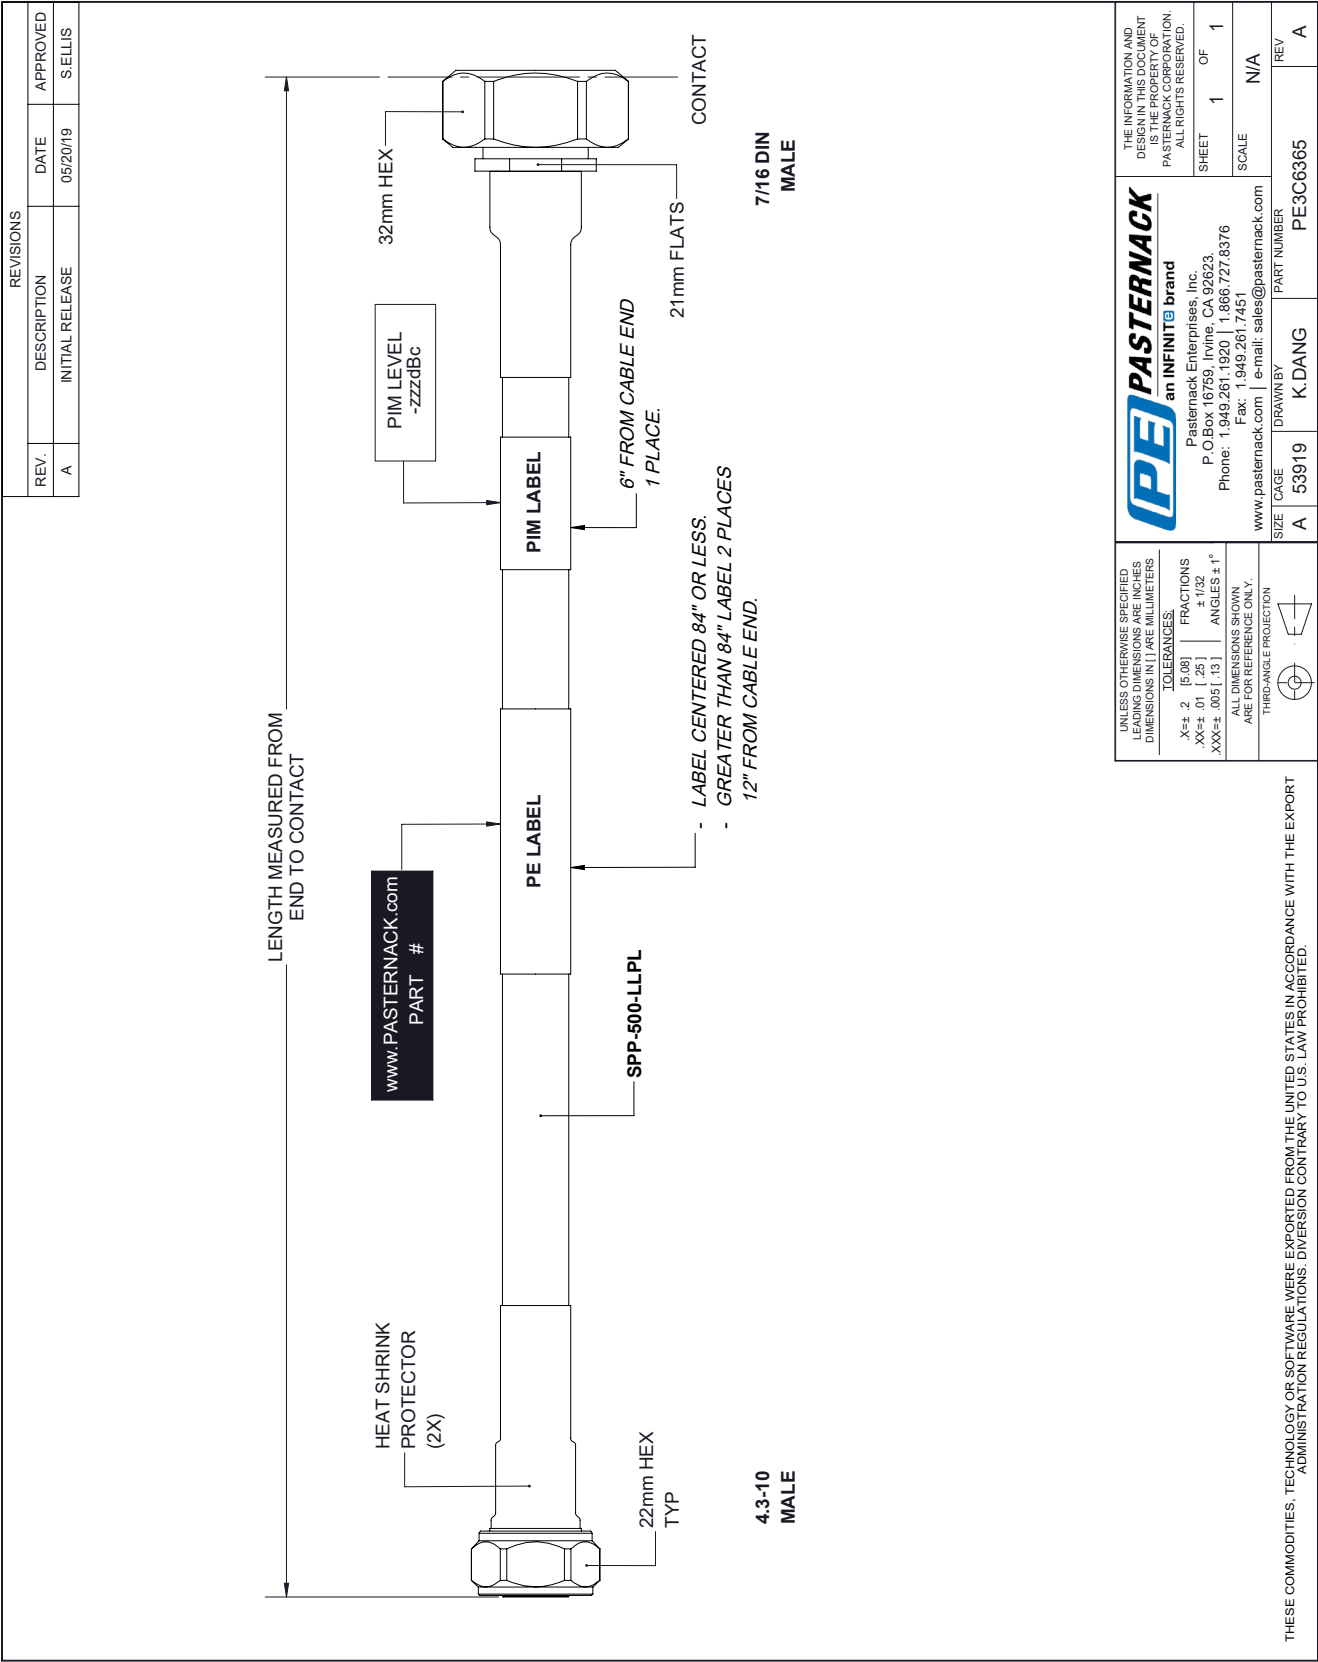 REVISIONS
REV. DESCRIPTION DATE APPROVED
A INITIAL RELEASE 05/20/19 S.ELLIS
LENGTH MEASURED FROM
END TO CONTACT
HEAT SHRINK
PROTECTOR
(2X)
www.PASTERNACK.com
PART #
PIM LEVEL
-zzzdBc
32mm HEX
PE LABEL
PIM LABEL
22mm HEX
TYP
SPP-500-LLPL
- LABEL CENTERED 84" OR LESS.
- GREATER THAN 84" LABEL 2 PLACES
12" FROM CABLE END.
6" FROM CABLE END
1 PLACE.
21mm FLATS
CONTACT
4.3-10
MALE
7/16 DIN
MALE
UNLESS OTHERWISE SPECIFIED
LEADING DIMENSIONS ARE INCHES
DIMENSIONS IN [ ] ARE MILLIMETERS
TOLERANCES:
.X=± .2 [5.08] FRACTIONS
.XX=± .01 [ .25 ] ± 1/32
.XXX=± .005 [ .13 ] ANGLES ± 1°
ALL DIMENSIONS SHOWN
ARE FOR REFERENCE ONLY.
THIRD-ANGLE PROJECTION
PE PASTERNACK
an INFINITe brand
Pasternack Enterprises, Inc.
P.O.Box 16759, Irvine, CA 92623.
Phone: 1.949.261.1920 | 1.866.727.8376
Fax: 1.949.261.7451
www.pasternack.com | e-mail: sales@pasternack.com
THE INFORMATION AND
DESIGN IN THIS DOCUMENT
IS THE PROPERTY OF
PASTERNACK CORPORATION.
ALL RIGHTS RESERVED.
SHEET 1 OF 1
SCALE N/A
SIZE A
CAGE 53919
DRAWN BY K.DANG
PART NUMBER PE3C6365
REV A
THESE COMMODITIES, TECHNOLOGY OR SOFTWARE WERE EXPORTED FROM THE UNITED STATES IN ACCORDANCE WITH THE EXPORT
ADMINISTRATION REGULATIONS. DIVERSION CONTRARY TO U.S. LAW PROHIBITED.